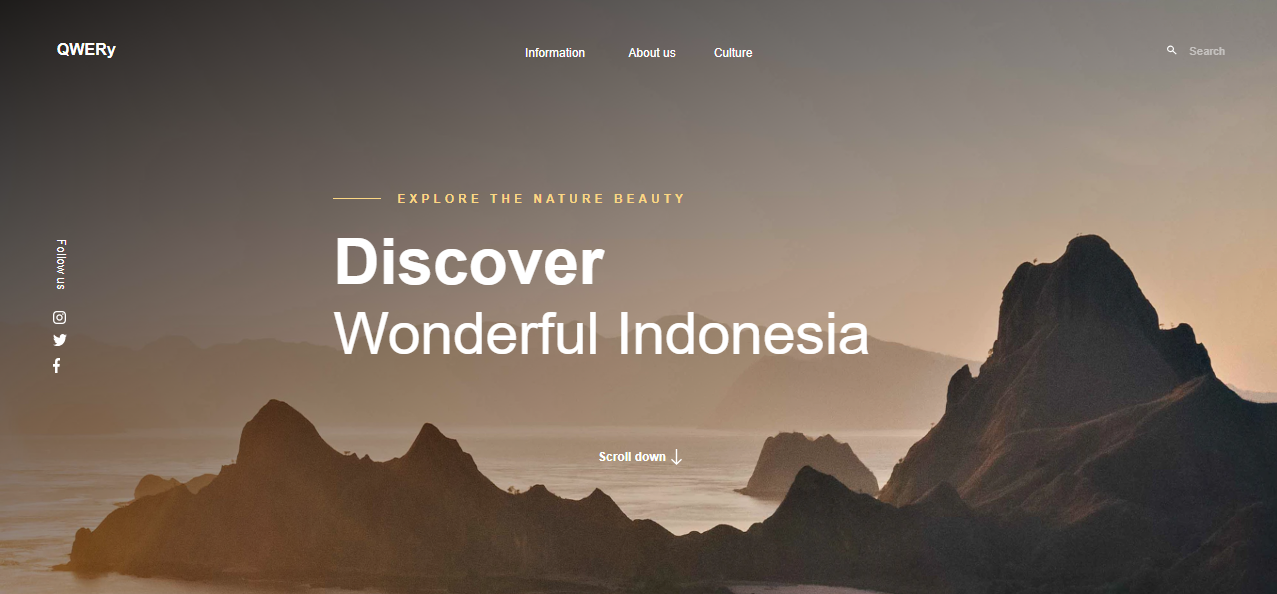 QWERy
Information
About us
Culture
Search
EXPLORE THE NATURE BEAUTY
Discover
Wonderful Indonesia
Follow us
Scroll down